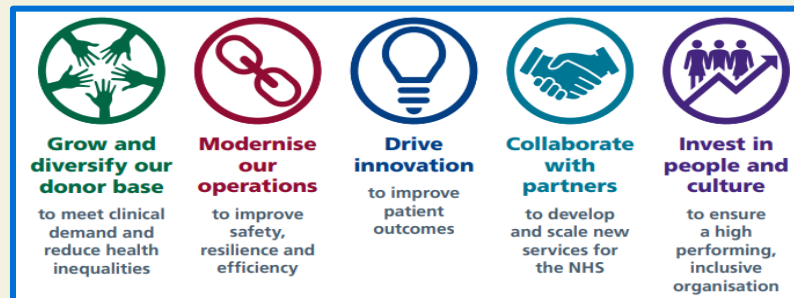 Grow and
diversify our
donor base
to meet clinical
demand and
reduce health
inequalities
Modernise
our
operations
to improve
safety,
resilience and
efficiency
Drive
innovation
to improve
patient
outcomes
Collaborate
with
partners
to develop
and scale new
services for
the NHS
Invest in
people and
culture
to ensure
a high
performing,
inclusive
organisation